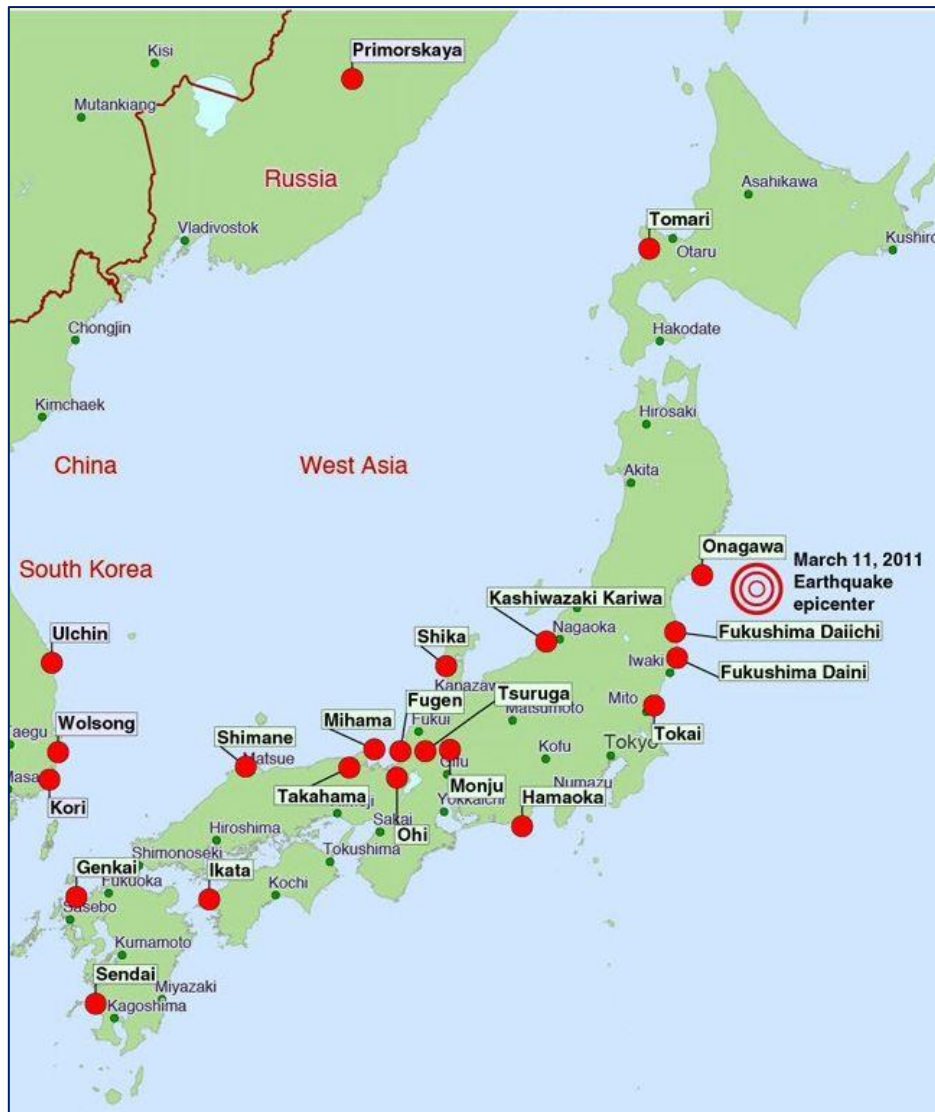 Primorskaya
Kisi
Mutankiang
Russia
Asahikawa
Tomari
Vladivostok
Otaru
Kushiro
Chongjin
Hakodate
Kimchaek
Hirosaki
China
West Asia
Akita
Onagawa
March 11, 2011
Earthquake
epicenter
South Korea
Kashiwazaki Kariwa
Nagaoka
Fukushima Daiichi
Ulchin
Shika
Iwaki
Fukushima Daini
Kanazaw
Fugen
Tsuruga
Mito
Wolsong
Mihama
Fukui
Matsumoto
Tokai
Shimane
Taegu
Matsue
Kofu
Tokyo
Masa
Kori
Takahama
Gifu
Monju
Numazu
Hamaoka
Yokkaichi
Ohi
Sakai
Hiroshima
Tokushima
Shimonoseki
Genkai
Ikata
Kochi
Fukuoka
Sasebo
Kumamoto
Sendai
Miyazaki
Kagoshima